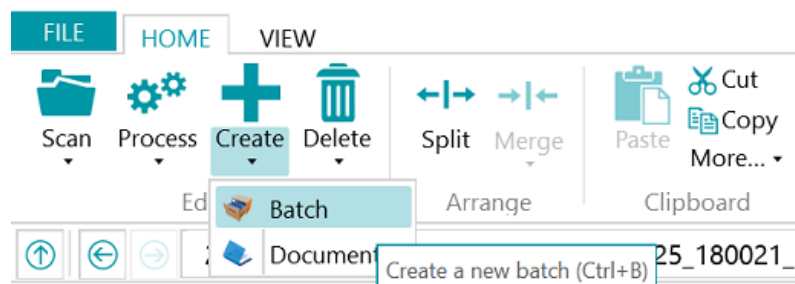 FILE HOME VIEW
Scan Process Create Delete Split Merge Paste Cut
Copy
More...
Ed Arrange Clipboard
Batch
Document
Create a new batch (Ctrl+B)
25_180021_